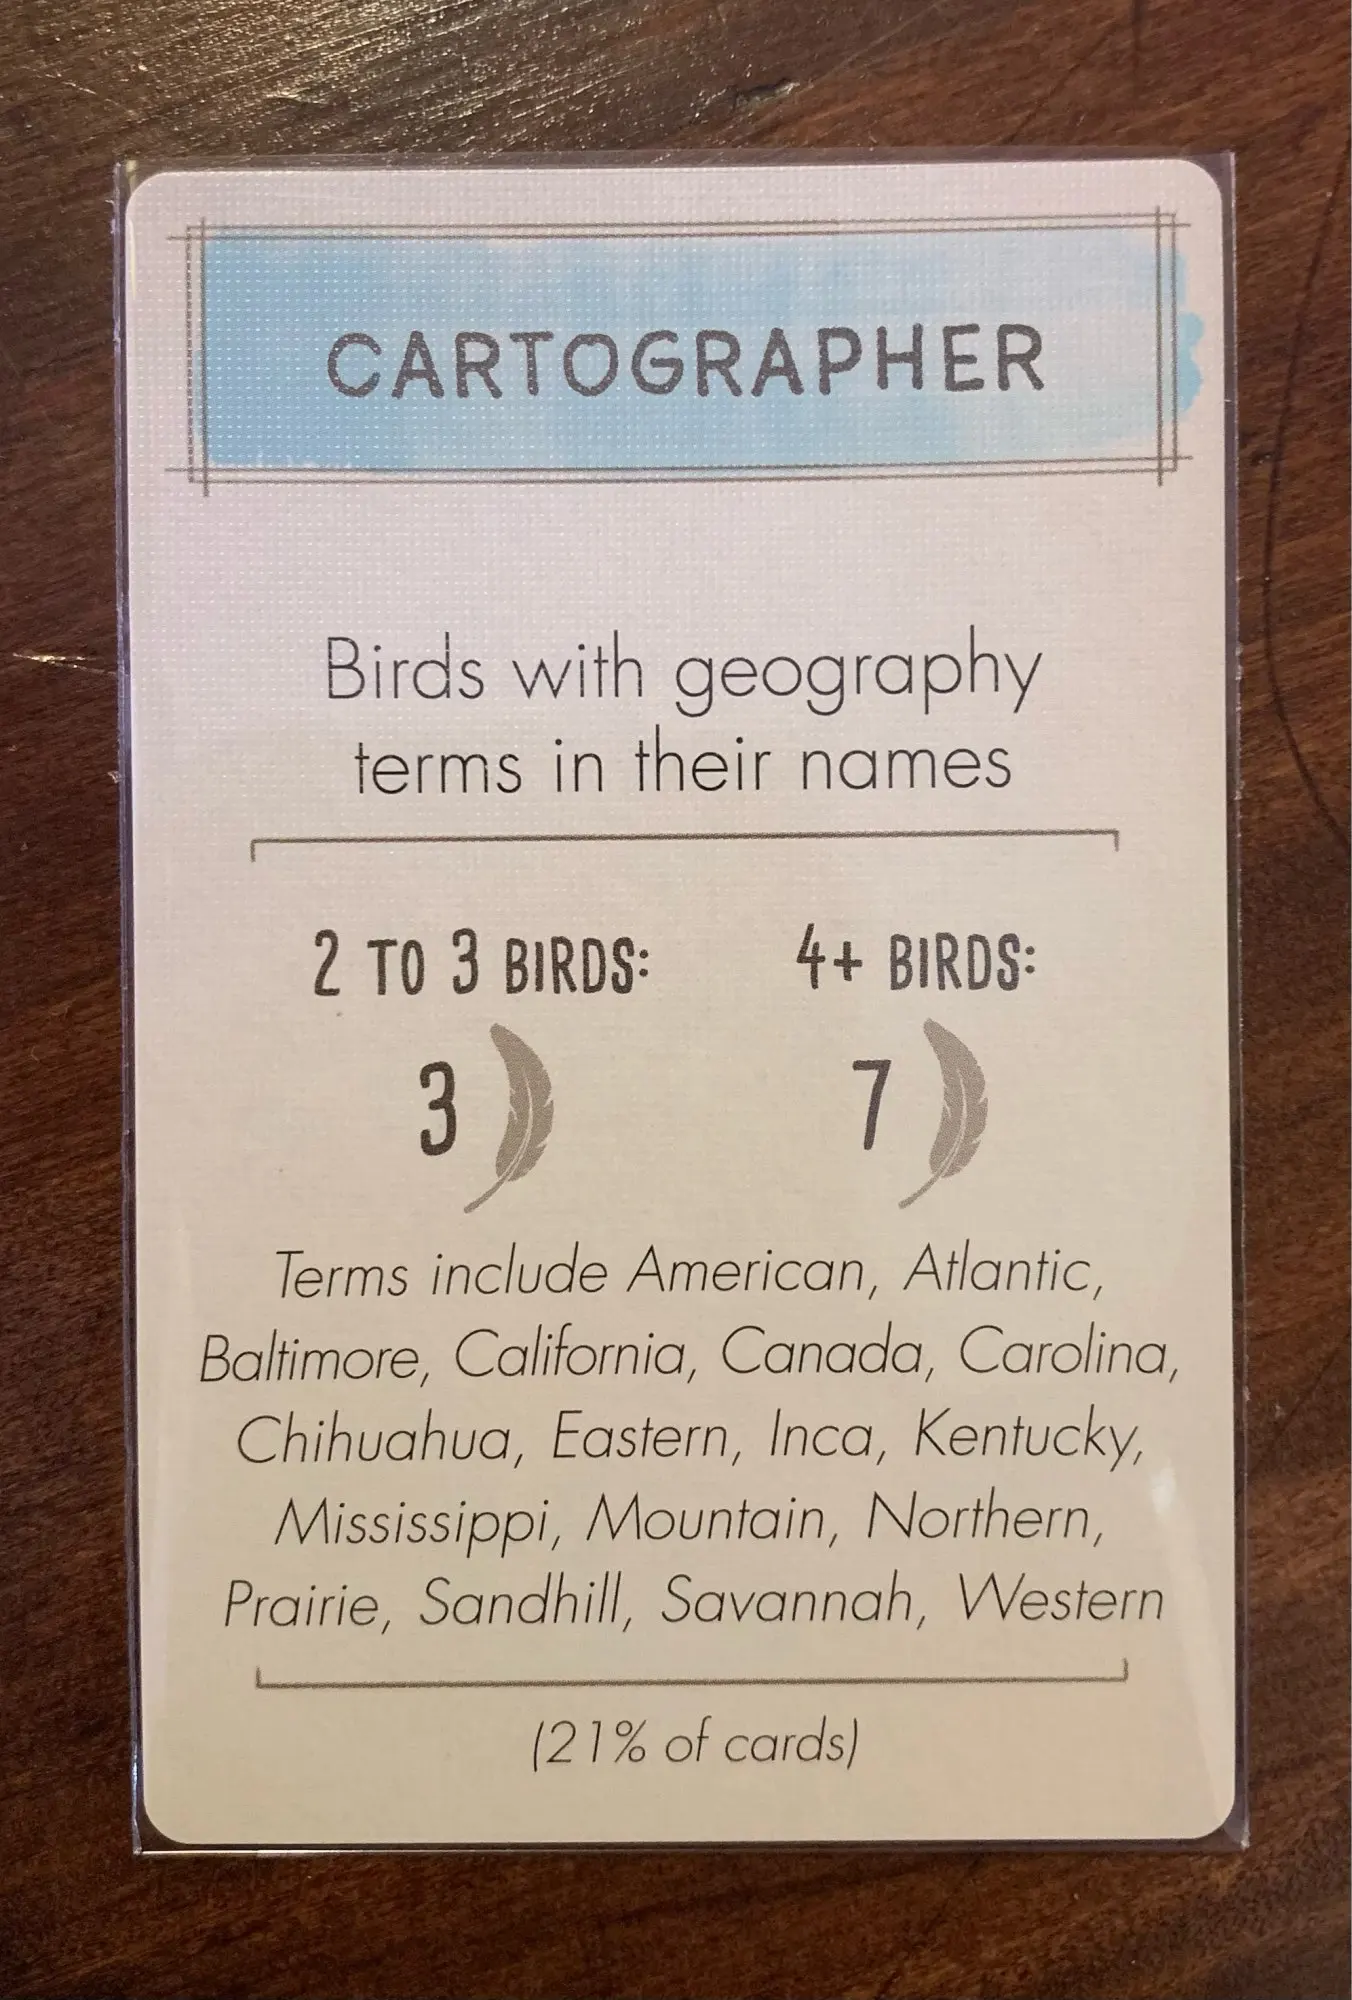 CARTOGRAPHER
Birds with geography
terms in their names
2 TO 3 BIRDS: 4+ BIRDS:
3 7
Terms include American, Atlantic,
Baltimore, California, Canada, Carolina,
Chihuahua, Eastern, Inca, Kentucky,
Mississippi, Mountain, Northern,
Prairie, Sandhill, Savannah, Western
(21% of cards)